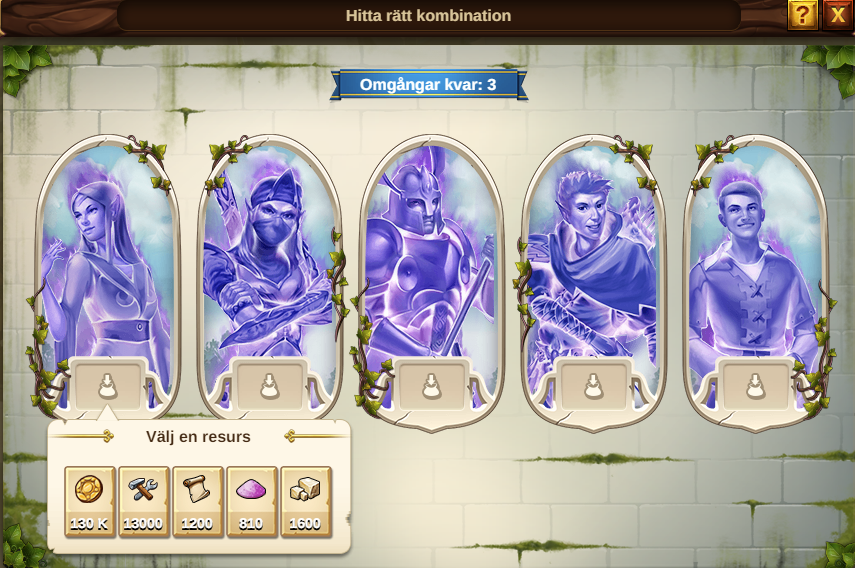 Hitta rätt kombination
?
X
Omgångar kvar: 3
Välj en resurs
130 K
13000
1200
810
1600